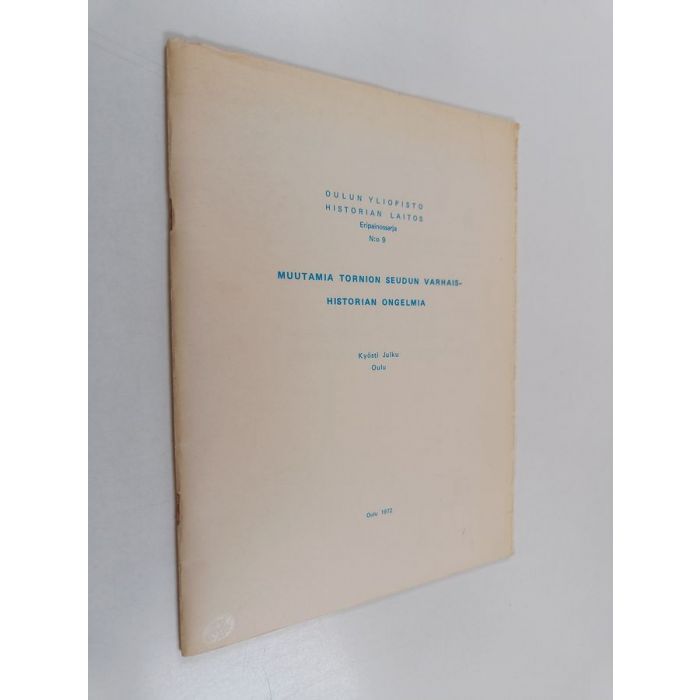 OULUN YLIOPISTO
HISTORIAN LAITOS
Eripainossarja
N:o 9
MUUTAMIA TORNION SEUDUN VARHAIS-
HISTORIAN ONGELMIA
Kyösti Julku
Oulu
Oulu 1972